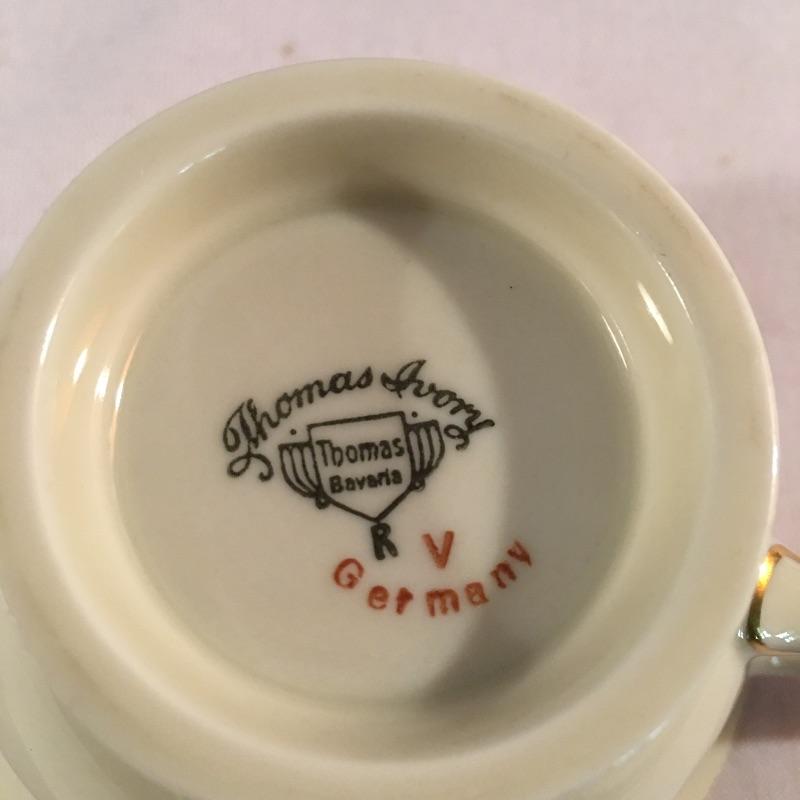 Thomas Ivory
Thomas
Bavaria
R V
Germany